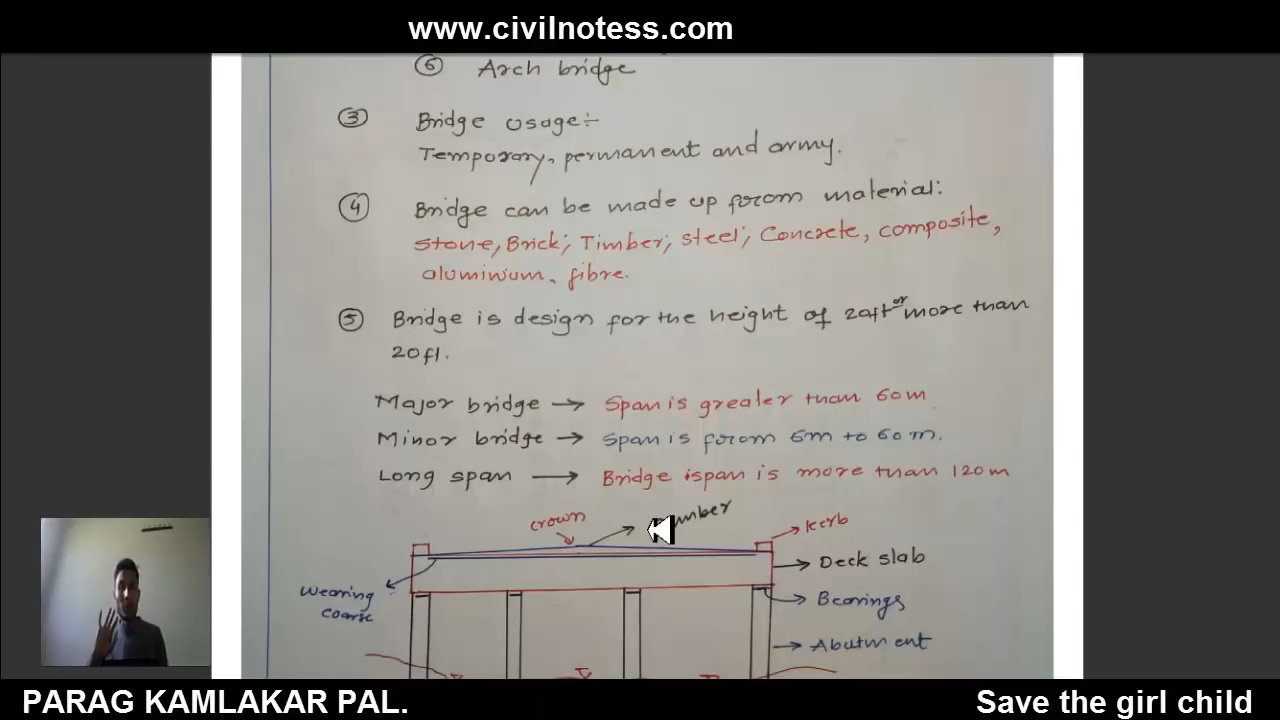 www.civilnotess.com
6 Arch bridge
3 Bridge usage:-
Temporary, permanent and army.
4 Bridge can be made up forom material:
Stone, Brick; Timber; Steel; Concrete, composite,
aluminium, fibre.
5 Bridge is design for the height of 20ft or more than
20ft.
Major bridge → Span is greater than 60m
Minor bridge → Span is forom 6m to 60m.
Long span → Bridge ispan is more than 120m
crown
mber
Kerb
Deck slab
Wearing
coarse
Bearings
Abutment
PARAG KAMLAKAR PAL.
Save the girl child